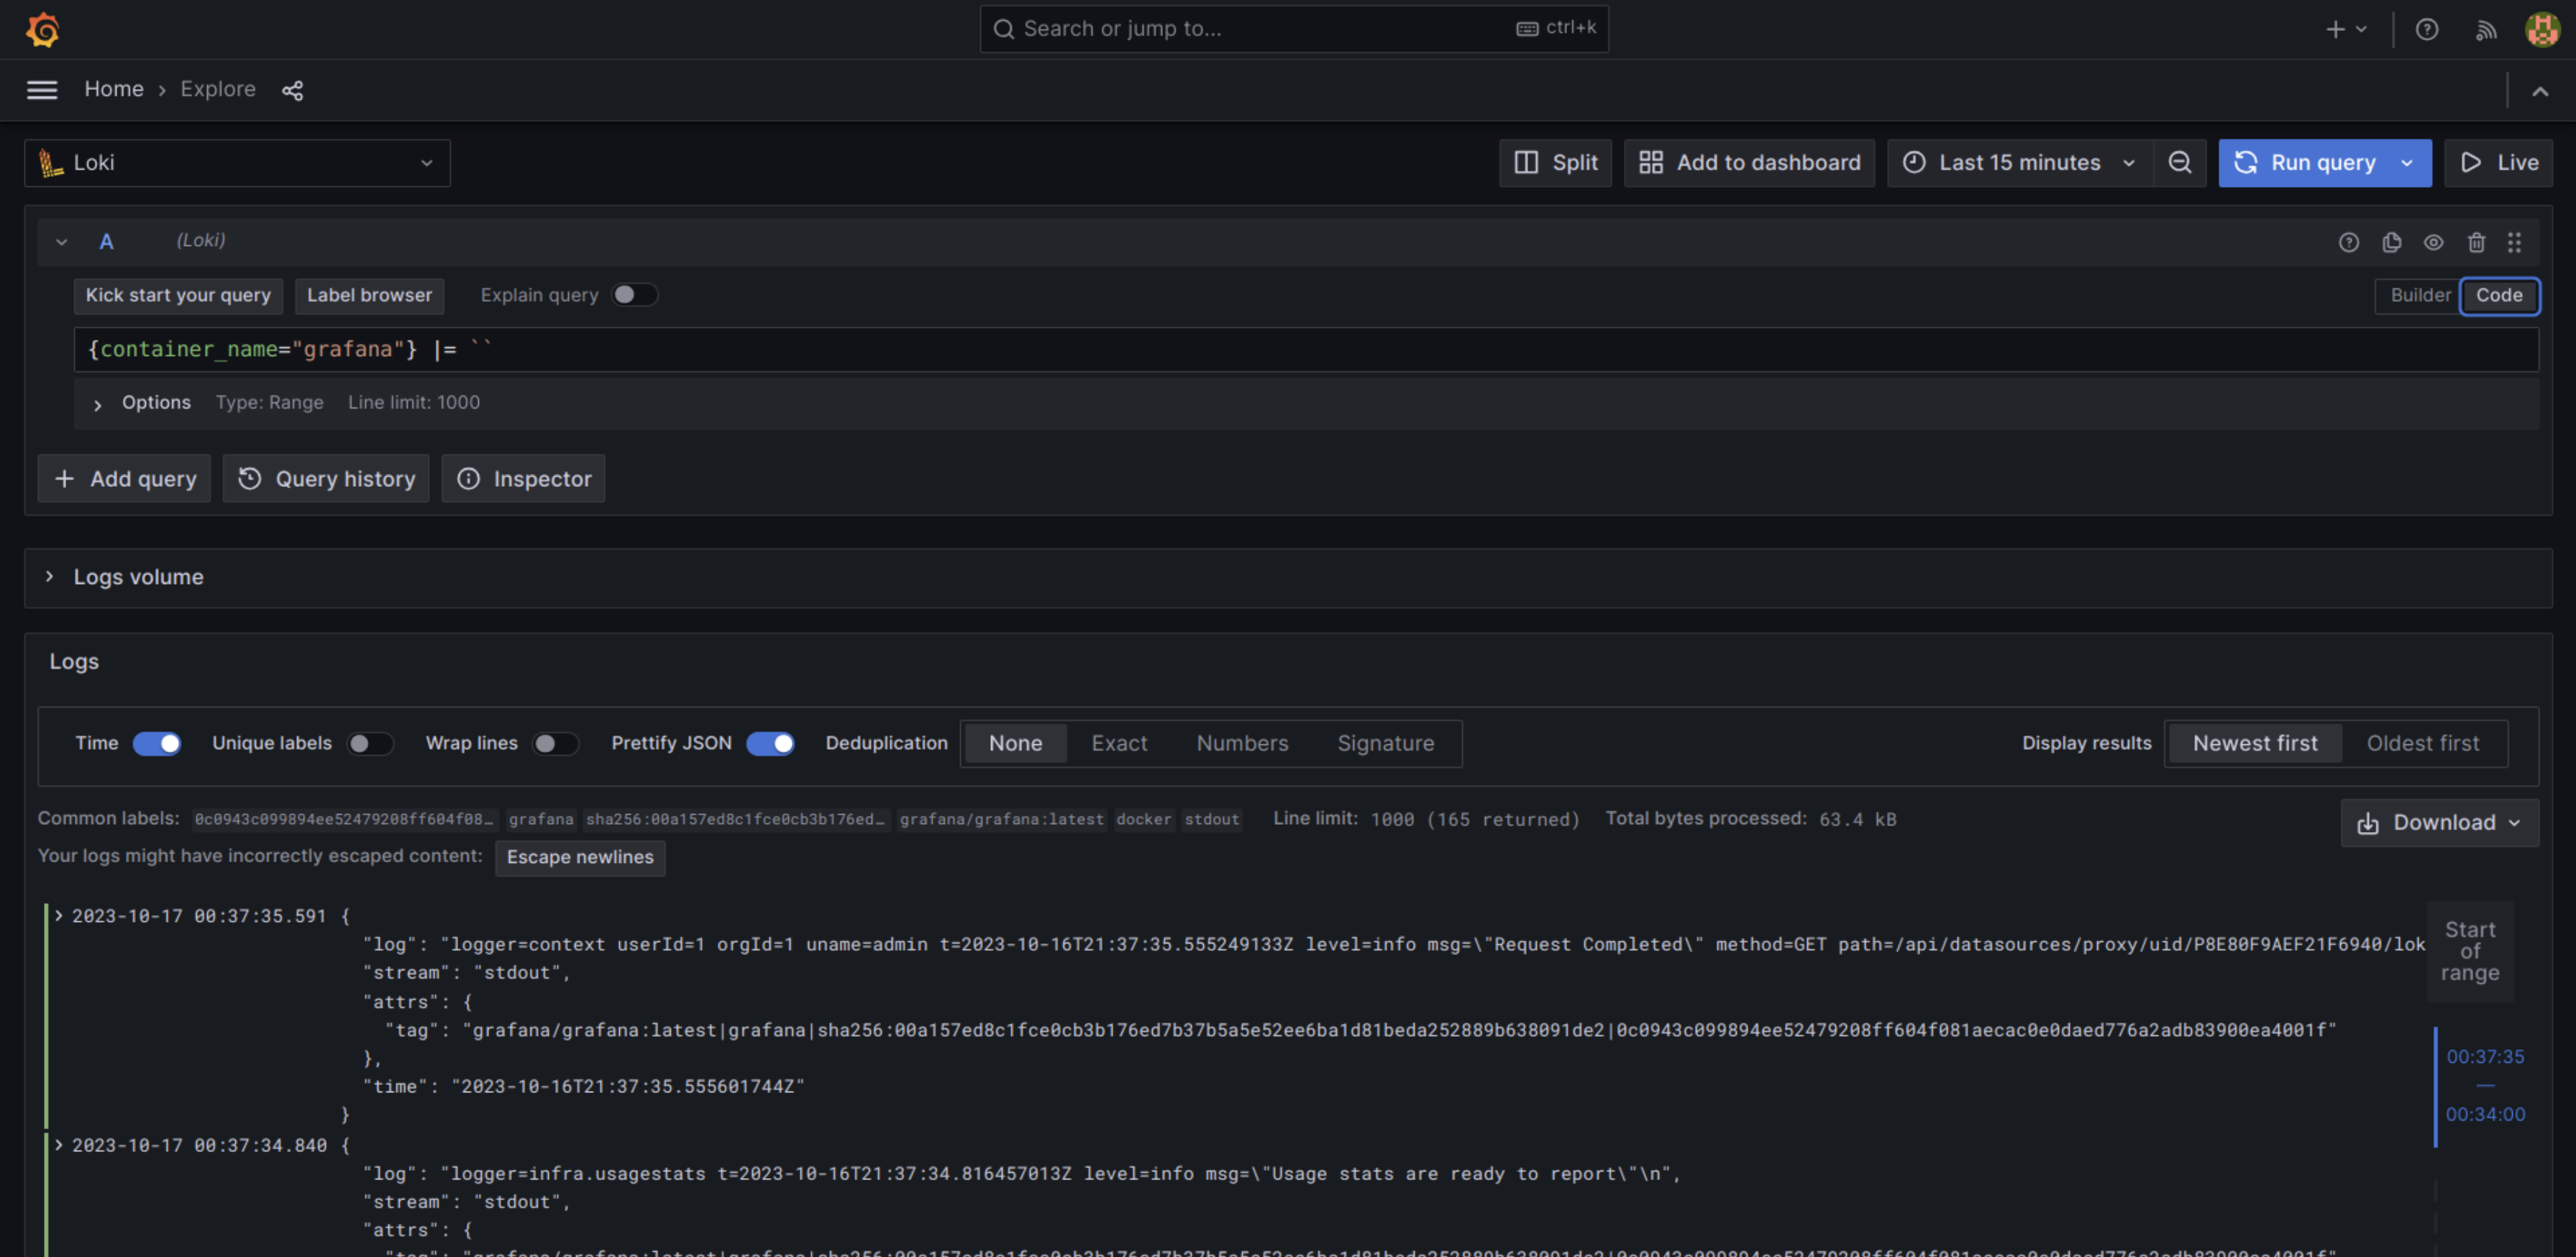 Search or jump to... ctrl+k
Home › Explore
Loki Split Add to dashboard Last 15 minutes Run query Live
A (Loki)
Kick start your query Label browser Explain query Builder Code
{container_name="grafana"} |= ``
Options Type: Range Line limit: 1000
+ Add query Query history Inspector
Logs volume
Logs
Time Unique labels Wrap lines Prettify JSON Deduplication None Exact Numbers Signature Display results Newest first Oldest first
Common labels: 0c0943c099894ee52479208ff604f08… grafana sha256:00a157ed8c1fce0cb3b176ed… grafana/grafana:latest docker stdout Line limit: 1000 (165 returned) Total bytes processed: 63.4 kB Download
Your logs might have incorrectly escaped content: Escape newlines
2023-10-17 00:37:35.591 {
"log": "logger=context userId=1 orgId=1 uname=admin t=2023-10-16T21:37:35.555249133Z level=info msg=\"Request Completed\" method=GET path=/api/datasources/proxy/uid/P8E80F9AEF21F6940/lok
"stream": "stdout",
"attrs": {
"tag": "grafana/grafana:latest|grafana|sha256:00a157ed8c1fce0cb3b176ed7b37b5a5e52ee6ba1d81beda252889b638091de2|0c0943c099894ee52479208ff604f081aecac0e0daed776a2adb83900ea4001f"
},
"time": "2023-10-16T21:37:35.555601744Z"
}
2023-10-17 00:37:34.840 {
"log": "logger=infra.usagestats t=2023-10-16T21:37:34.816457013Z level=info msg=\"Usage stats are ready to report\"\n",
"stream": "stdout",
"attrs": {
"tag": "grafana/grafana:latest|grafana|sha256:00a157ed8c1fce0cb3b176ed7b37b5a5e52ee6ba1d81beda252889b638091de2|0c0943c099894ee52479208ff604f081aecac0e0daed776a2adb83900ea4001f"
Start
of
range
00:37:35
—
00:34:00